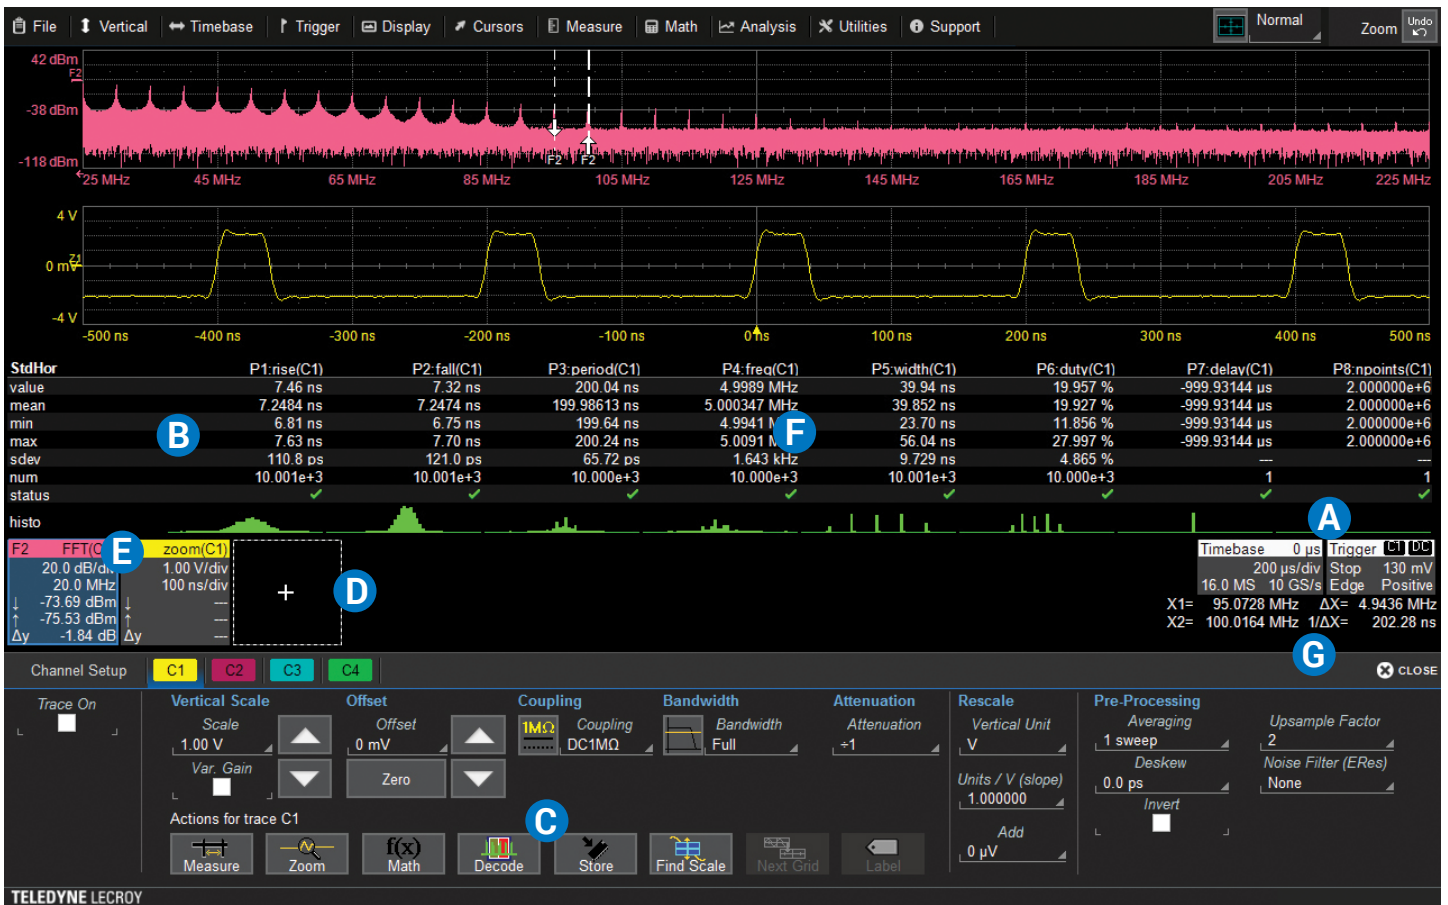 File Vertical Timebase Trigger Display Cursors Measure Math Analysis Utilities Support Normal Zoom Undo
42 dBm
F2
-38 dBm
-118 dBm
F2 F2
25 MHz 45 MHz 65 MHz 85 MHz 105 MHz 125 MHz 145 MHz 165 MHz 185 MHz 205 MHz 225 MHz
4 V
Z1
0 mV
-4 V
-500 ns -400 ns -300 ns -200 ns -100 ns 0 ns 100 ns 200 ns 300 ns 400 ns 500 ns
StdHor P1:rise(C1) P2:fall(C1) P3:period(C1) P4:freq(C1) P5:width(C1) P6:duty(C1) P7:delay(C1) P8:npoints(C1)
value 7.46 ns 7.32 ns 200.04 ns 4.9989 MHz 39.94 ns 19.957 % -999.93144 µs 2.000000e+6
mean 7.2484 ns 7.2474 ns 199.98613 ns 5.000347 MHz 39.852 ns 19.927 % -999.93144 µs 2.000000e+6
min 6.81 ns 6.75 ns 199.64 ns 4.9941 23.70 ns 11.856 % -999.93144 µs 2.000000e+6
max 7.63 ns 7.70 ns 200.24 ns 5.0091 56.04 ns 27.997 % -999.93144 µs 2.000000e+6
B F
sdev 110.8 ps 121.0 ps 65.72 ps 1.643 kHz 9.729 ns 4.865 % --- ---
num 10.001e+3 10.001e+3 10.000e+3 10.000e+3 10.001e+3 10.000e+3 1 1
status
histo
A
F2 FFT(C E zoom(C1) Timebase 0 µs Trigger C1 DC
20.0 dB/div 1.00 V/div 200 µs/div Stop 130 mV
20.0 MHz 100 ns/div 16.0 MS 10 GS/s Edge Positive
+ D
↓ -73.69 dBm ↓ --- X1= 95.0728 MHz ΔX= 4.9436 MHz
↑ -75.53 dBm ↑ --- X2= 100.0164 MHz 1/ΔX= 202.28 ns
Δy -1.84 dB Δy ---
G
Channel Setup C1 C2 C3 C4 CLOSE
Trace On
Vertical Scale
Scale
1.00 V
Var. Gain
Offset
Offset
0 mV
Zero
Coupling
1MΩ Coupling
DC1MΩ
Bandwidth
Bandwidth
Full
Attenuation
Attenuation
÷1
Rescale
Vertical Unit
V
Units / V (slope)
1.000000
Add
0 µV
Pre-Processing
Averaging
1 sweep
Deskew
0.0 ps
Invert
Upsample Factor
2
Noise Filter (ERes)
None
Actions for trace C1
C
f(x)
Measure Zoom Math Decode Store Find Scale Next Grid Label
TELEDYNE LECROY